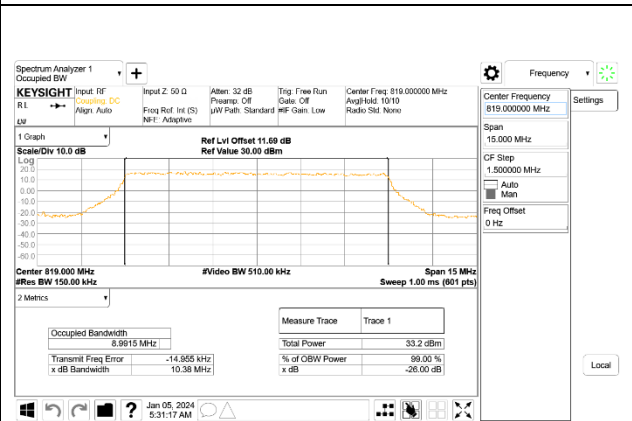 Spectrum Analyzer 1
Occupied BW
KEYSIGHT
R L
Input: RF
Coupling: DC
Align: Auto
Input Z: 50 Ω
Freq Ref: Int (S)
NFE: Adaptive
Atten: 32 dB
Preamp: Off
µW Path: Standard
Trig: Free Run
Gate: Off
#IF Gain: Low
Center Freq: 819.000000 MHz
Avg|Hold: 10/10
Radio Std: None
1 Graph
Scale/Div 10.0 dB
Ref Lvl Offset 11.69 dB
Ref Value 30.00 dBm
Log
20.0
10.0
0.00
-10.0
-20.0
-30.0
-40.0
-50.0
-60.0
Center 819.000 MHz
#Res BW 150.00 kHz
#Video BW 510.00 kHz
Span 15 MHz
Sweep 1.00 ms (601 pts)
2 Metrics
Occupied Bandwidth
8.9915 MHz
Transmit Freq Error -14.955 kHz
x dB Bandwidth 10.38 MHz
Measure Trace Trace 1
Total Power 33.2 dBm
% of OBW Power 99.00 %
x dB -26.00 dB
Jan 05, 2024
5:31:17 AM
Frequency
Center Frequency
819.000000 MHz
Span
15.000 MHz
CF Step
1.500000 MHz
Auto
Man
Freq Offset
0 Hz
Settings
Local